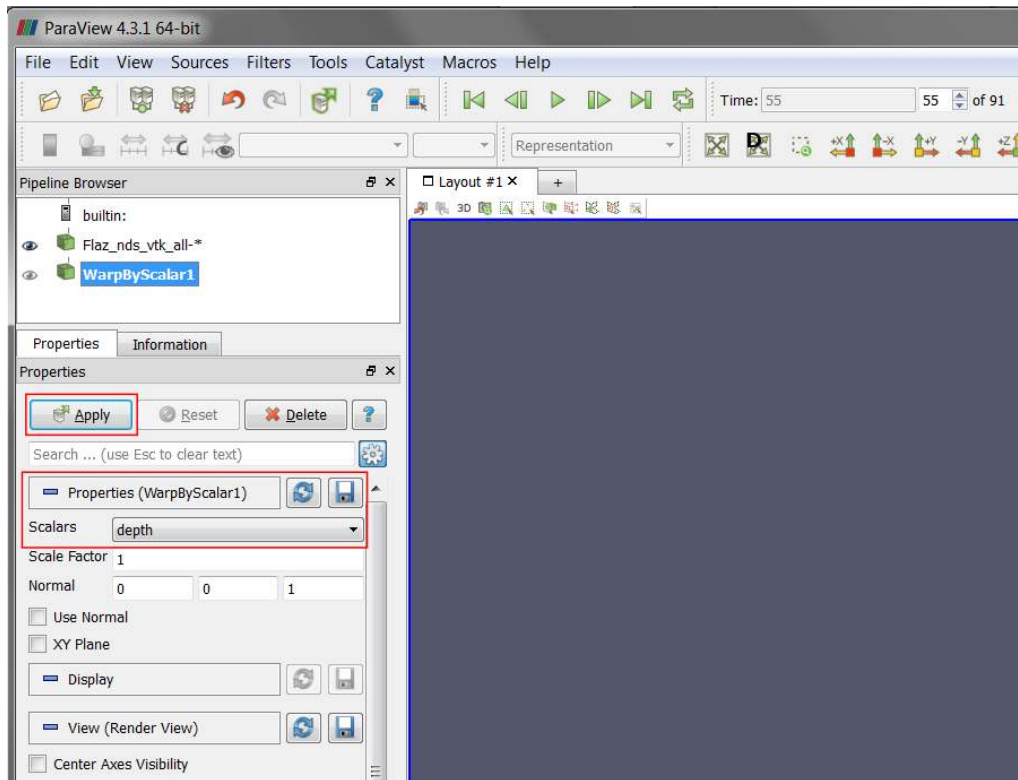 ParaView 4.3.1 64-bit
File Edit View Sources Filters Tools Catalyst Macros Help
Time: 55 55 of 91
Representation
D +X -X +Y -Y +Z
Pipeline Browser
Layout #1
+
3D
builtin:
Flaz_nds_vtk_all-*
WarpByScalar1
Properties Information
Properties
Apply Reset Delete ?
Search ... (use Esc to clear text)
Properties (WarpByScalar1)
Scalars depth
Scale Factor 1
Normal 0 0 1
Use Normal
XY Plane
Display
View (Render View)
Center Axes Visibility